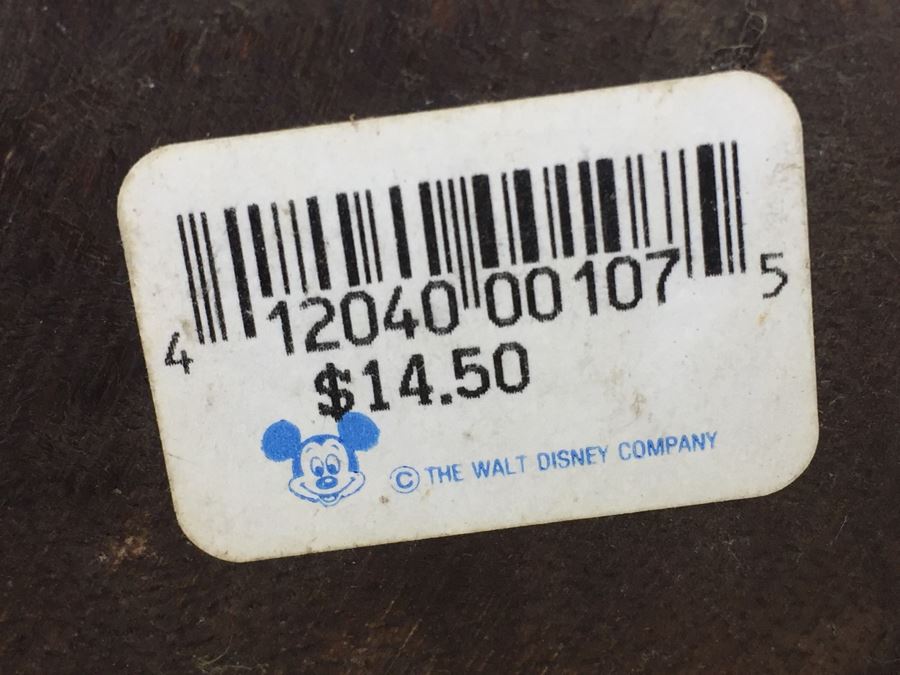 4 12040 00107 5
$14.50
© THE WALT DISNEY COMPANY